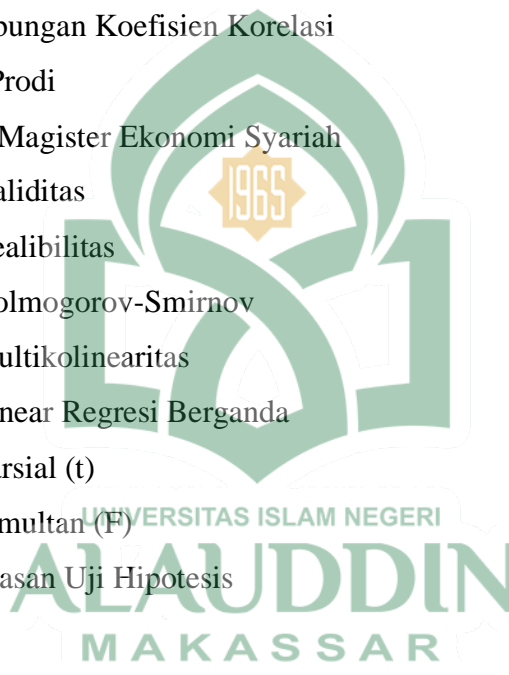 bungan Koefisien Korelasi
Prodi
Magister Ekonomi Syariah
aliditas
ealibilitas
olmogorov-Smirnov
ultikolinearitas
near Regresi Berganda
arsial (t)
multan (F)
asan Uji Hipotesis
1965
UNIVERSITAS ISLAM NEGERI
ALAUDDIN
MAKASSAR